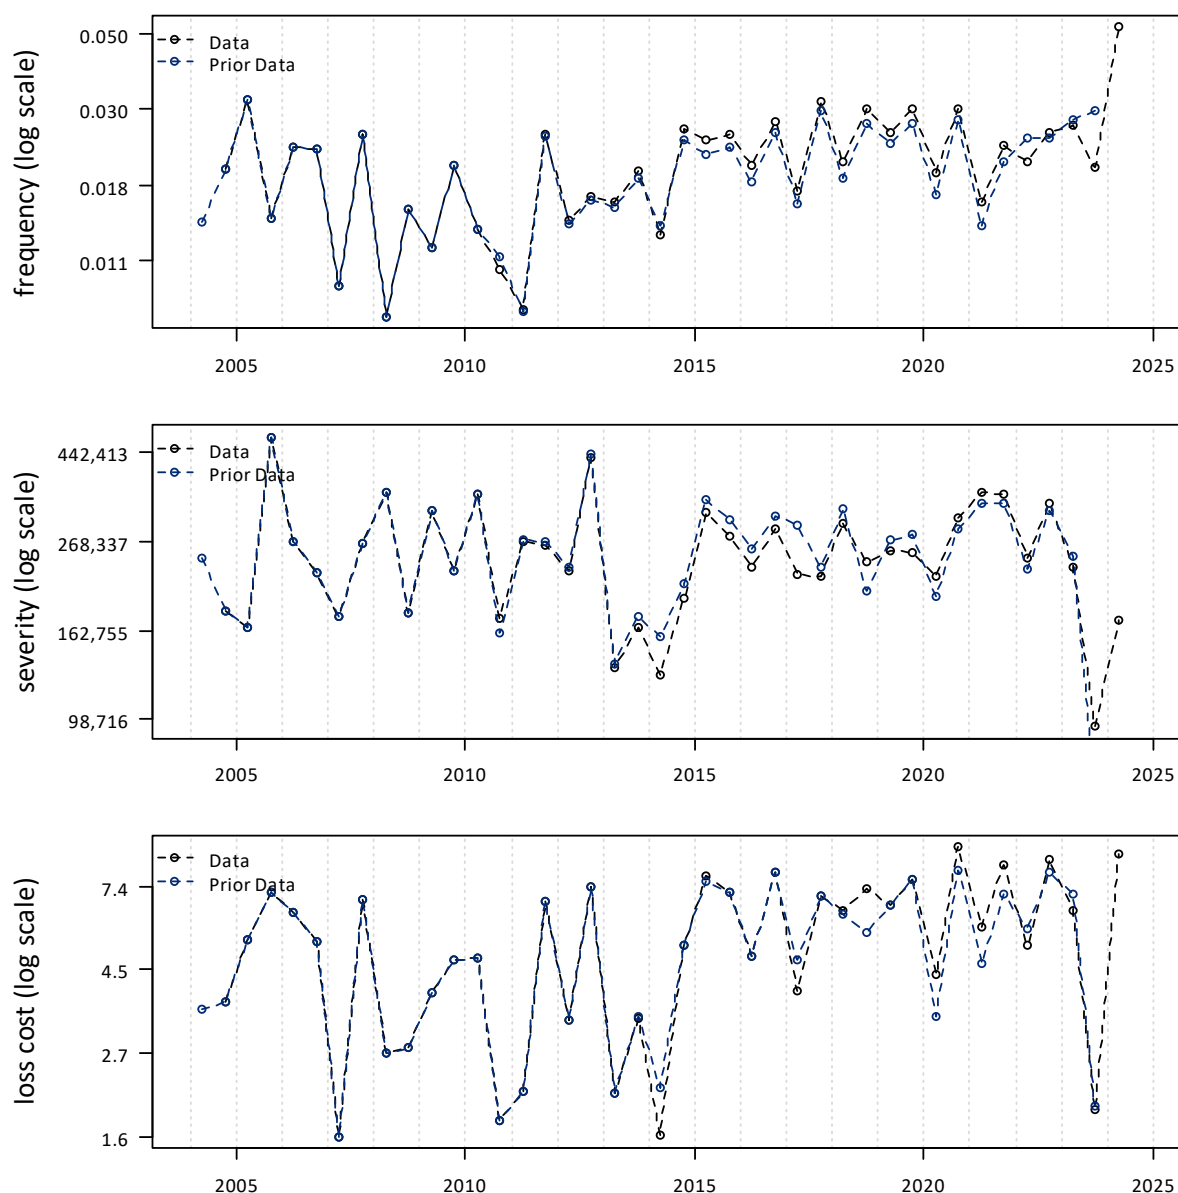 frequency (log scale)
0.050
0.030
0.018
0.011
Data
Prior Data
2005 2010 2015 2020 2025
severity (log scale)
442,413
268,337
162,755
98,716
Data
Prior Data
2005 2010 2015 2020 2025
loss cost (log scale)
7.4
4.5
2.7
1.6
Data
Prior Data
2005 2010 2015 2020 2025